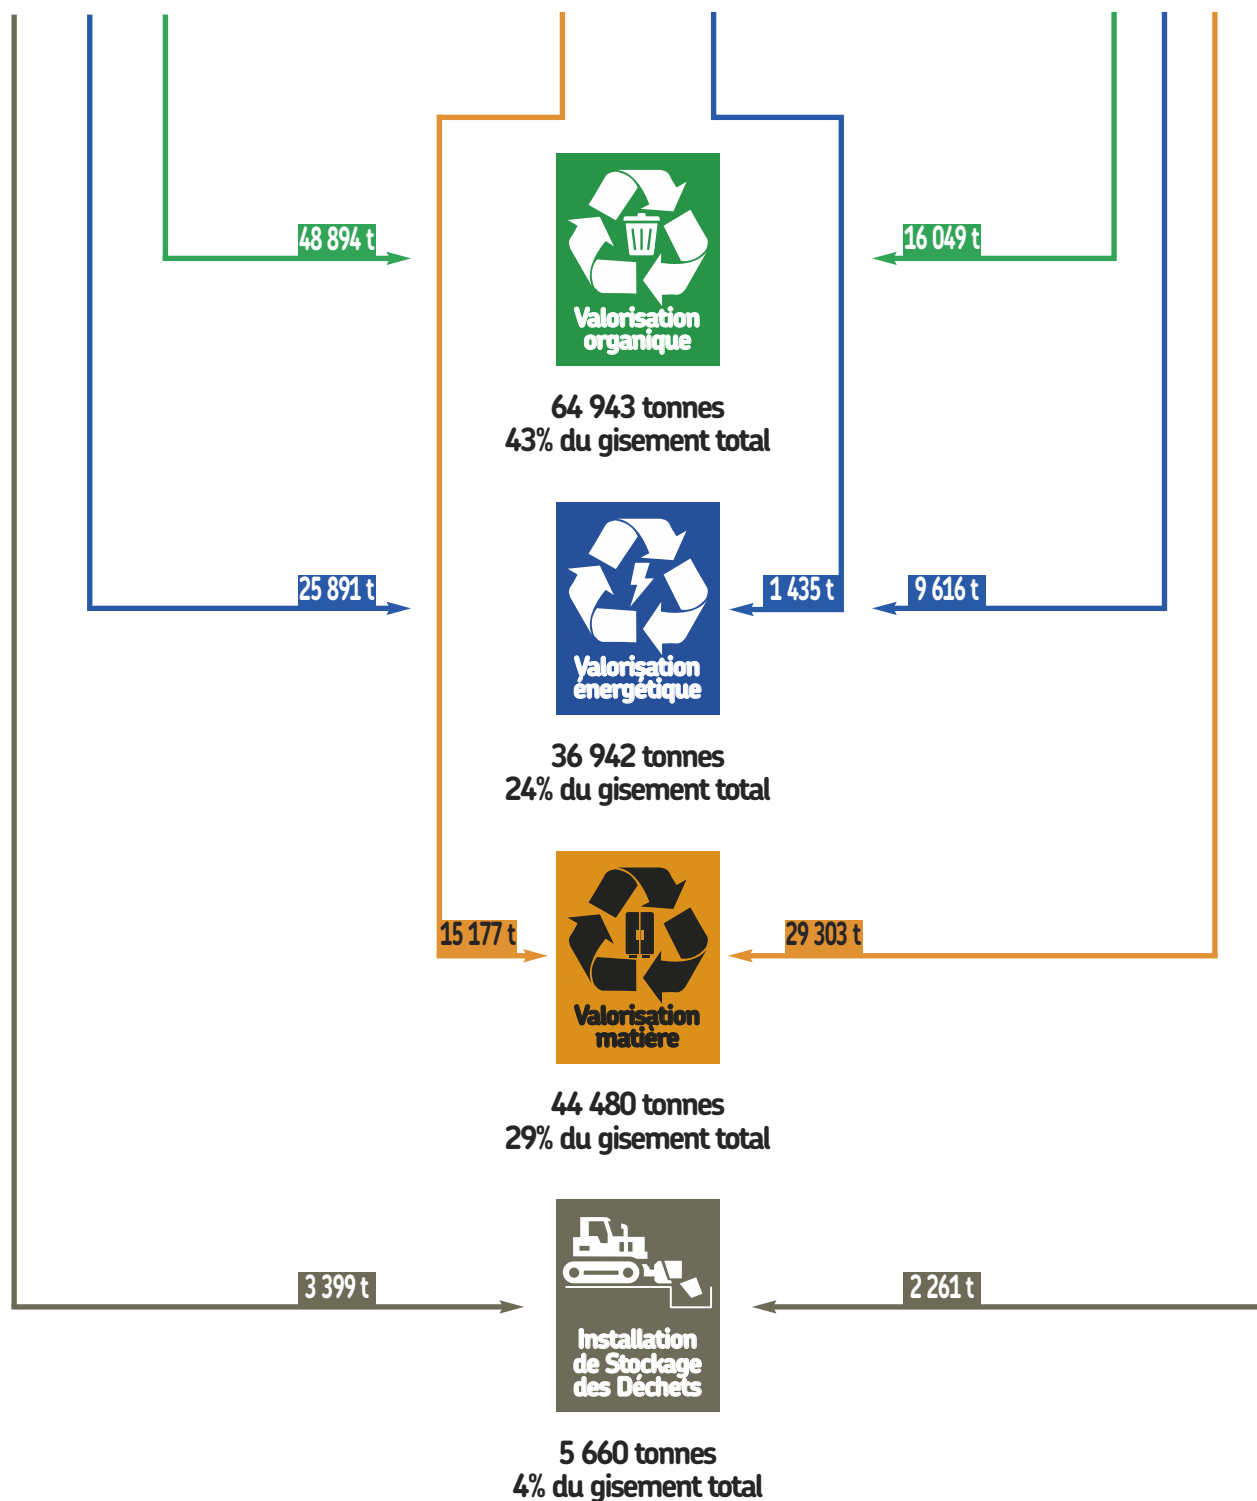 48 894 t
16 049 t
Valorisation
organique
64 943 tonnes
43% du gisement total
25 891 t
1 435 t
9 616 t
Valorisation
énergétique
36 942 tonnes
24% du gisement total
15 177 t
29 303 t
Valorisation
matière
44 480 tonnes
29% du gisement total
3 399 t
2 261 t
Installation
de Stockage
des Déchets
5 660 tonnes
4% du gisement total